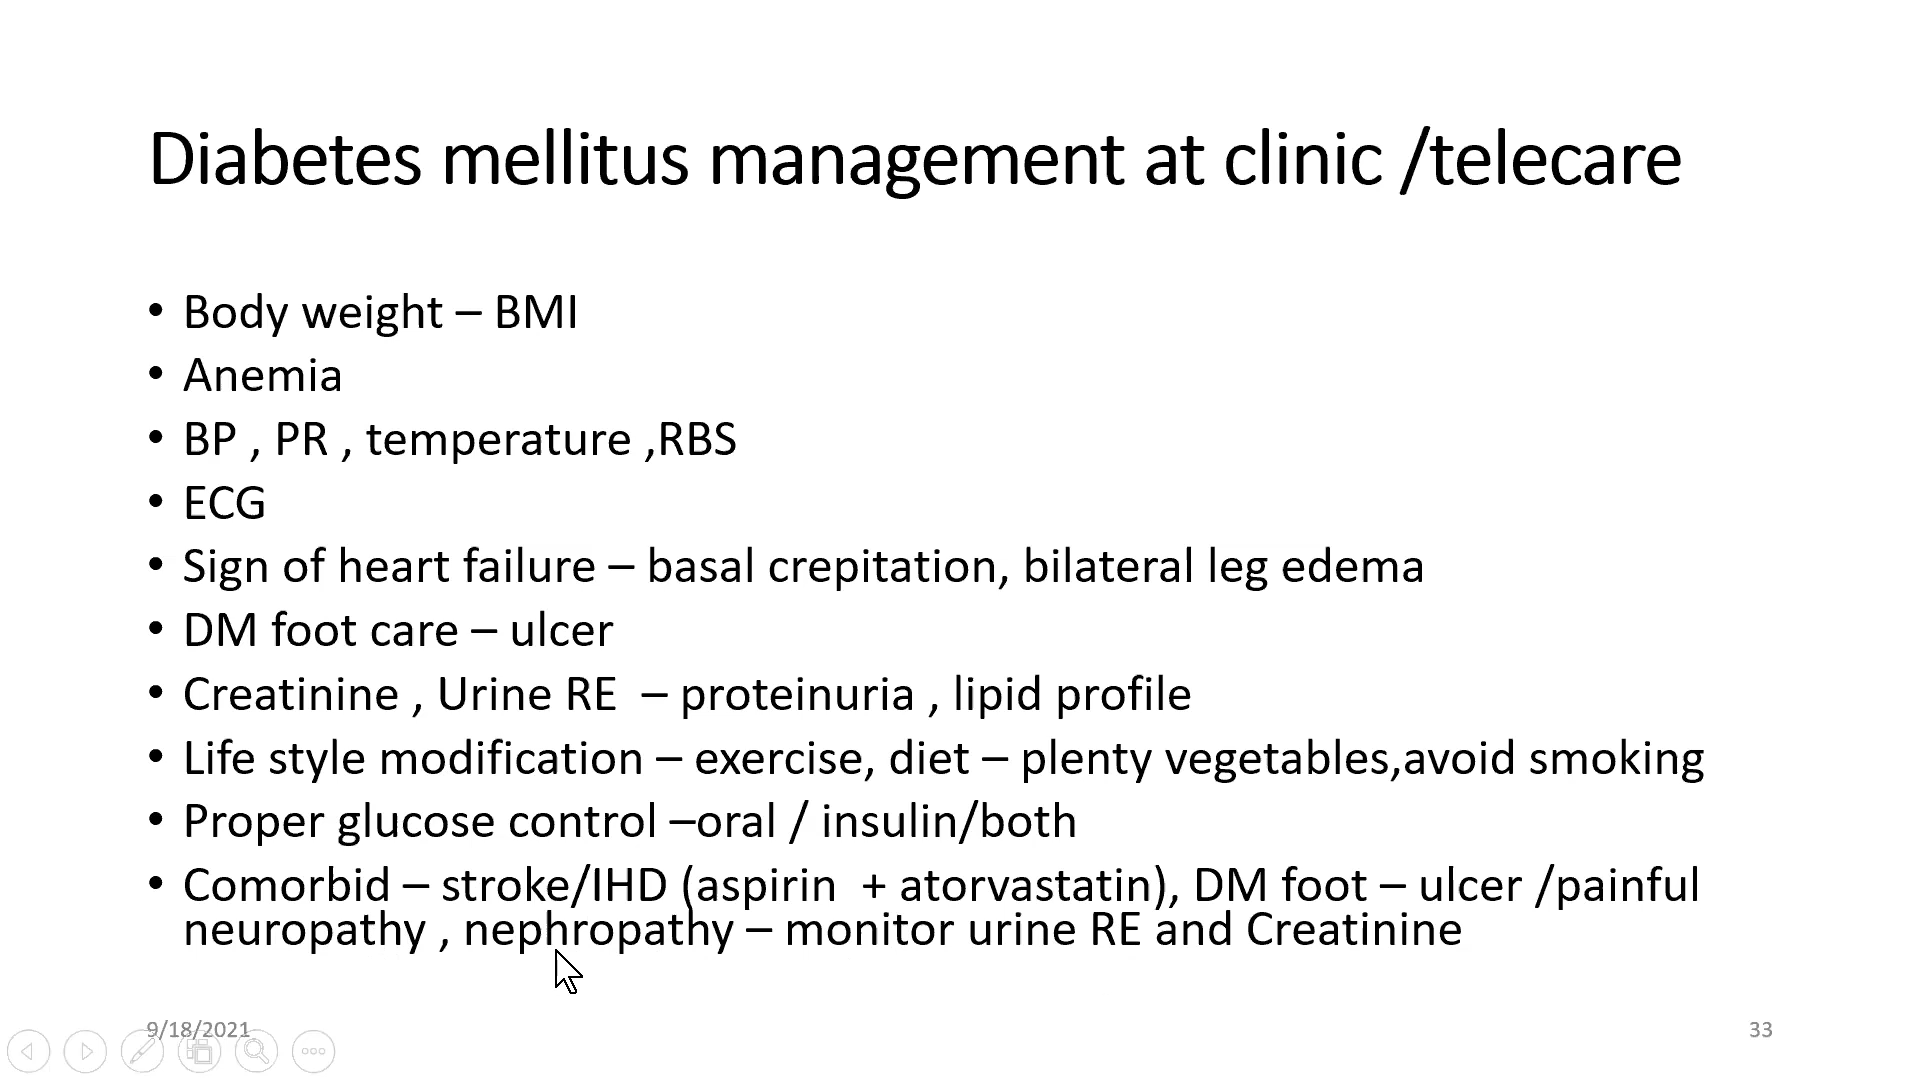 Diabetes mellitus management at clinic /telecare
• Body weight – BMI
• Anemia
• BP , PR , temperature ,RBS
• ECG
• Sign of heart failure – basal crepitation, bilateral leg edema
• DM foot care – ulcer
• Creatinine , Urine RE  – proteinuria , lipid profile
• Life style modification – exercise, diet – plenty vegetables,avoid smoking
• Proper glucose control –oral / insulin/both
• Comorbid – stroke/IHD (aspirin  + atorvastatin), DM foot – ulcer /painful
neuropathy , nephropathy – monitor urine RE and Creatinine
9/18/2021
33